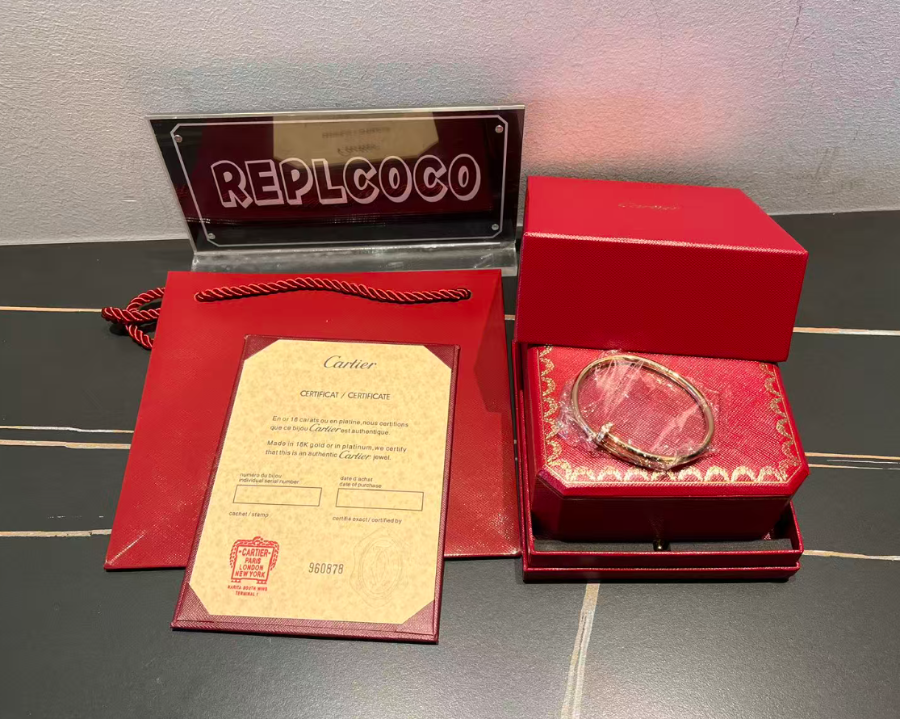 REPLCOCO
Cartier
Cartier
CERTIFICAT / CERTIFICATE
En or 18 carats ou en platine, nous certifions
que ce bijou Cartier est authentique.
Made in 18K gold or in platinum, we certify
that this is an authentic Cartier jewel.
numéro du bijou
individual serial number
date d'achat
date of purchase
cachet / stamp :
certified by
-CARTIER-
PARIS
LONDON
NEW YORK
TERMINAL 1
960878